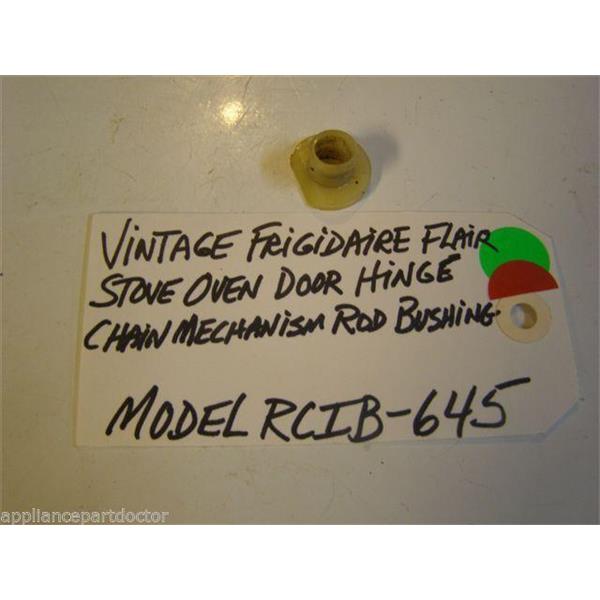 VINTAGE FRIGIDAIRE FLAIR
STOVE OVEN DOOR HINGE
CHAIN MECHANISM ROD BUSHING.
MODEL RCIB-645
appliancepartdoctor